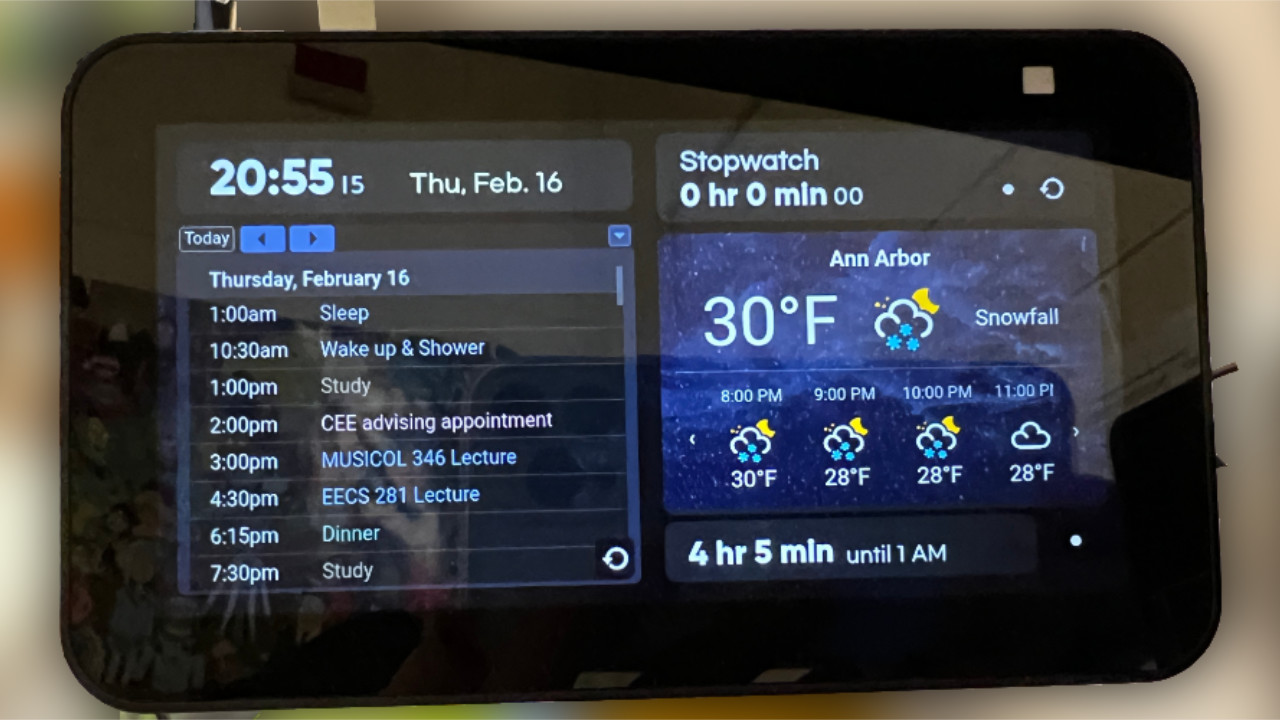 20:55 15 Thu, Feb. 16
Today
Thursday, February 16
1:00am Sleep
10:30am Wake up & Shower
1:00pm Study
2:00pm CEE advising appointment
3:00pm MUSICOL 346 Lecture
4:30pm EECS 281 Lecture
6:15pm Dinner
7:30pm Study
Stopwatch
0 hr 0 min 00
Ann Arbor
30°F Snowfall
8:00 PM 9:00 PM 10:00 PM 11:00 PI
30°F 28°F 28°F 28°F
4 hr 5 min until 1 AM